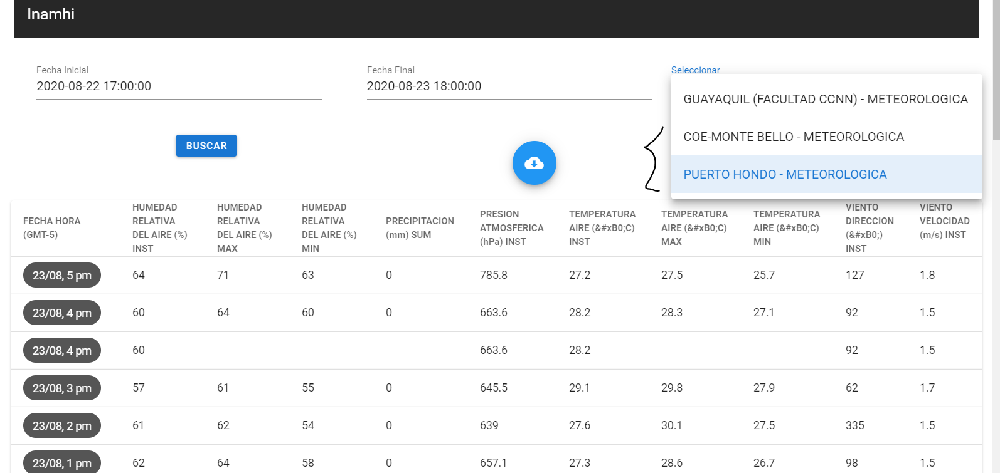 Inamhi
Fecha Inicial
2020-08-22 17:00:00
Fecha Final
2020-08-23 18:00:00
Seleccionar
GUAYAQUIL (FACULTAD CCNN) - METEOROLOGICA
COE-MONTE BELLO - METEOROLOGICA
PUERTO HONDO - METEOROLOGICA
BUSCAR
FECHA HORA
(GMT-5)
HUMEDAD
RELATIVA
DEL AIRE (%)
INST
HUMEDAD
RELATIVA
DEL AIRE (%)
MAX
HUMEDAD
RELATIVA
DEL AIRE (%)
MIN
PRECIPITACION
(mm) SUM
PRESION
ATMOSFERICA
(hPa) INST
TEMPERATURA
AIRE (&#xB0;C)
INST
TEMPERATURA
AIRE (&#xB0;C)
MAX
TEMPERATURA
AIRE (&#xB0;C)
MIN
VIENTO
DIRECCION
(&#xB0;)
INST
VIENTO
VELOCIDAD
(m/s) INST
23/08, 5 pm 64 71 63 0 785.8 27.2 27.5 25.7 127 1.8
23/08, 4 pm 60 64 60 0 663.6 28.2 28.3 27.1 92 1.5
23/08, 4 pm 60 663.6 28.2 92 1.5
23/08, 3 pm 57 61 55 0 645.5 29.1 29.8 27.9 62 1.7
23/08, 2 pm 61 62 54 0 639 27.6 30.1 27.5 335 1.5
23/08, 1 pm 62 64 58 0 657.1 27.3 28.6 26.7 98 1.5